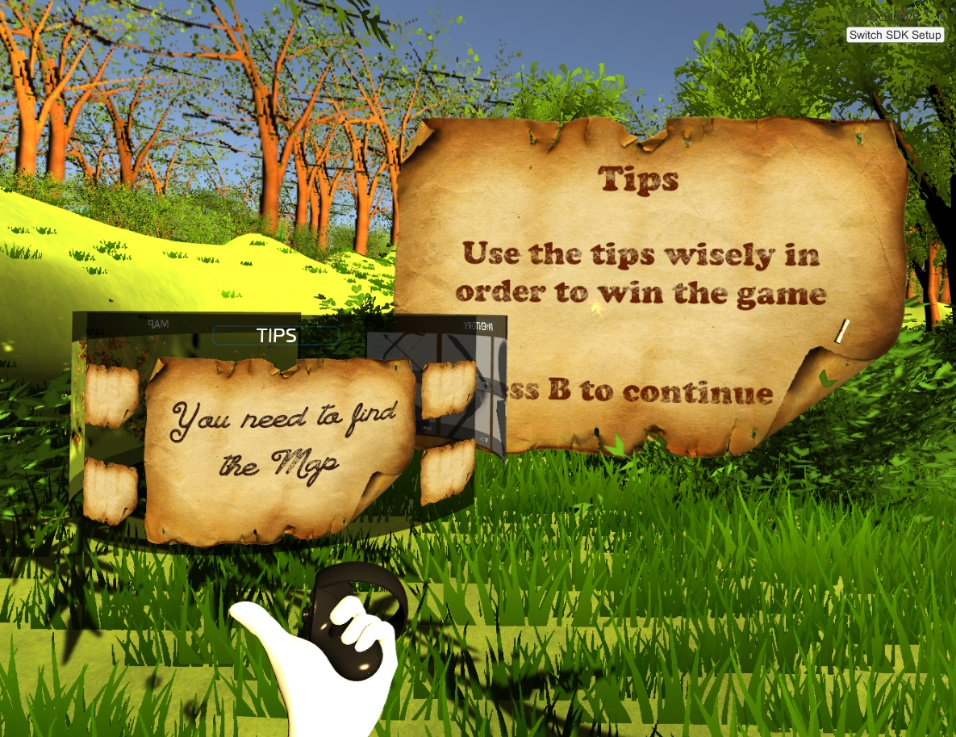 Switch SDK Setup
Tips
Use the tips wisely in
order to win the game
ss B to continue
MAP
TIPS
INVENTORY
You need to find
the Map